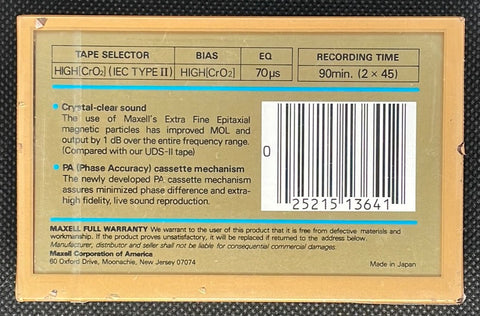 TAPE SELECTOR BIAS EQ RECORDING TIME
HIGH[CrO₂] (IEC TYPE II) HIGH[CrO₂] 70μs 90min. (2 × 45)
• Crystal-clear sound
The use of Maxell's Extra Fine Epitaxial
magnetic particles has improved MOL and
output by 1 dB over the entire frequency range.
(Compared with our UDS-II tape)
• PA (Phase Accuracy) cassette mechanism
The newly developed PA cassette mechanism
assures minimized phase difference and extra-
high fidelity, live sound reproduction.
0
25215 13641
MAXELL FULL WARRANTY We warrant to the user of this product that it is free from defective materials and
workmanship. If the product proves unsatisfactory, it will be replaced if returned to the address below.
Manufacturer, distributor and seller shall not be liable for consequential commercial damages.
Maxell Corporation of America
60 Oxford Drive, Moonachie, New Jersey 07074
Made in Japan